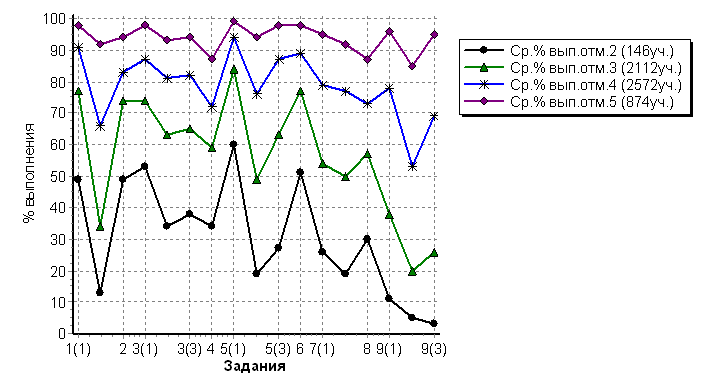 100
90
80
70
60
50
40
30
20
10
0
% выполнения
1(1) 2 3(1) 3(3) 4 5(1) 5(3) 6 7(1) 8 9(1) 9(3)
Задания
Ср.% вып.отм.2 (146уч.)
Ср.% вып.отм.3 (2112уч.)
Ср.% вып.отм.4 (2572уч.)
Ср.% вып.отм.5 (874уч.)